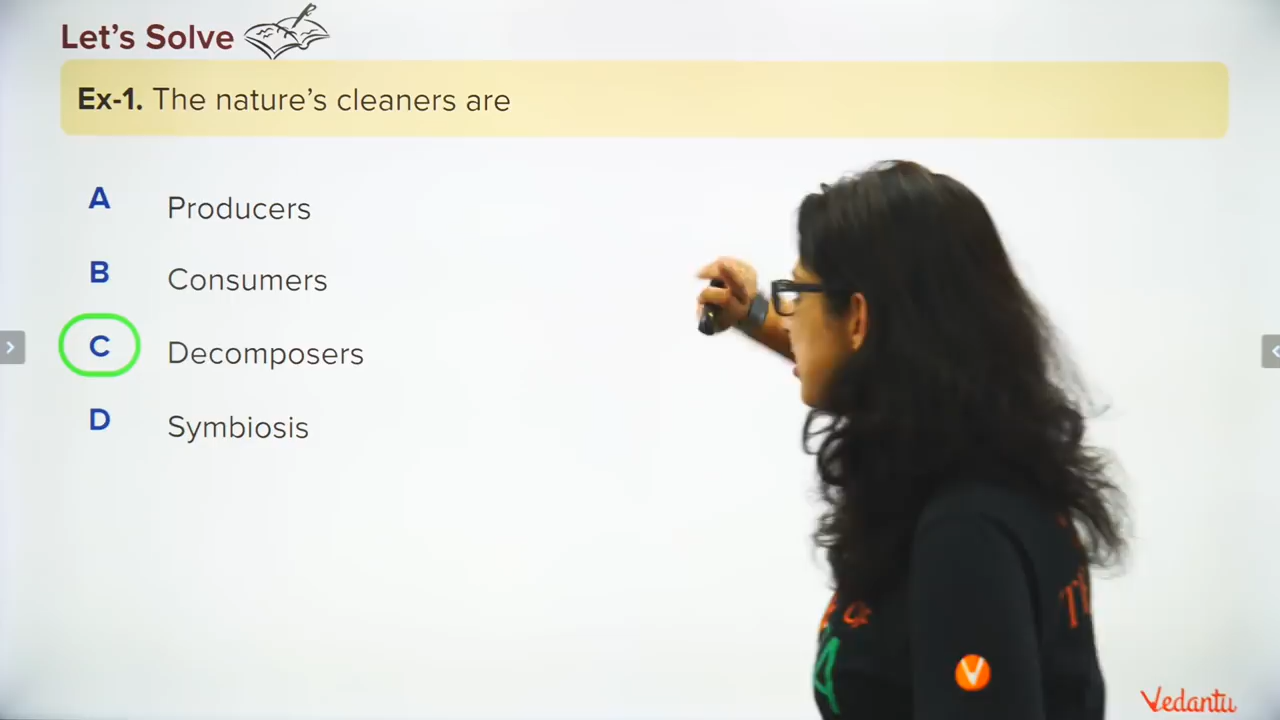 Let's Solve
Ex-1. The nature's cleaners are
A Producers
B Consumers
C Decomposers
D Symbiosis
V
Vedantu